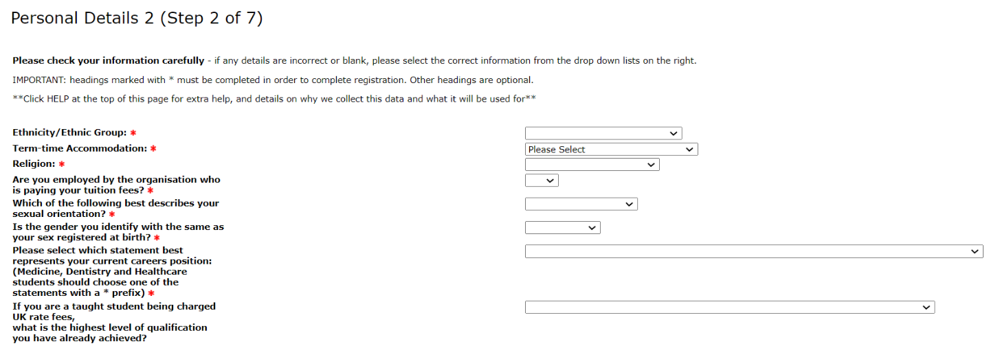 Personal Details 2 (Step 2 of 7)
Please check your information carefully - if any details are incorrect or blank, please select the correct information from the drop down lists on the right.
IMPORTANT: headings marked with * must be completed in order to complete registration. Other headings are optional.
**Click HELP at the top of this page for extra help, and details on why we collect this data and what it will be used for**
Ethnicity/Ethnic Group: *
Term-time Accommodation: *
Please Select
Religion: *
Are you employed by the organisation who
is paying your tuition fees? *
Which of the following best describes your
sexual orientation? *
Is the gender you identify with the same as
your sex registered at birth? *
Please select which statement best
represents your current careers position:
(Medicine, Dentistry and Healthcare
students should choose one of the
statements with a * prefix) *
If you are a taught student being charged
UK rate fees,
what is the highest level of qualification
you have already achieved?